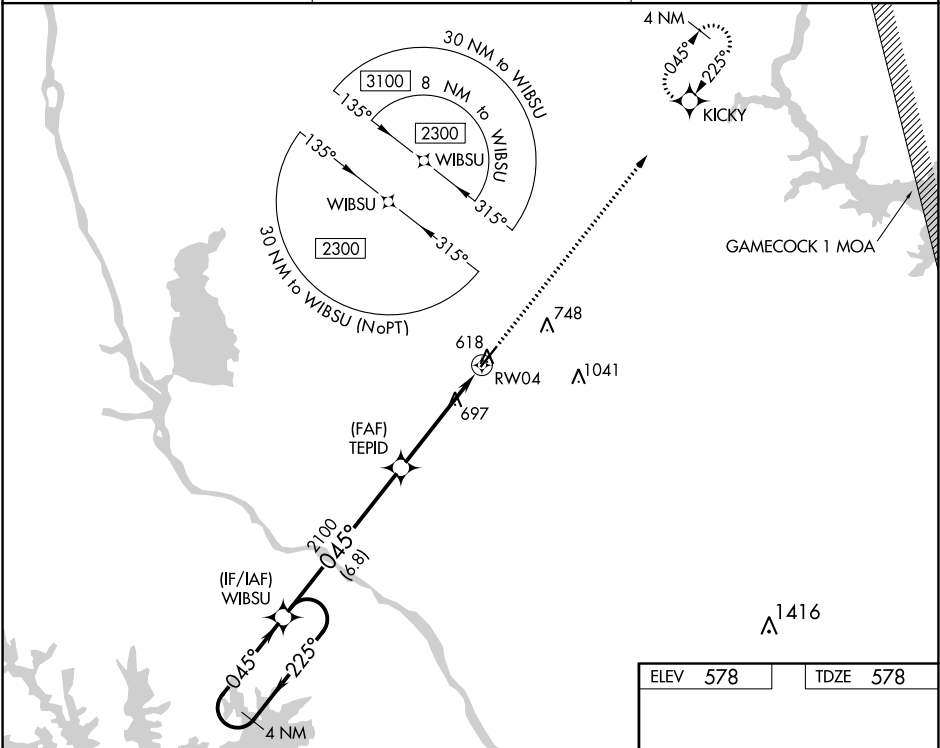 4 NM
045°
225°
KICKY
30 NM to WIBSU
3100
8 NM to WIBSU
135°
2300
WIBSU
315°
135°
WIBSU
315°
2300
30 NM to WIBSU (NoPT)
GAMECOCK 1 MOA
748
618
RW04
1041
697
(FAF)
TEPID
2100
045°
(6.8)
(IF/IAF)
WIBSU
045°
225°
4 NM
1416
ELEV 578
TDZE 578